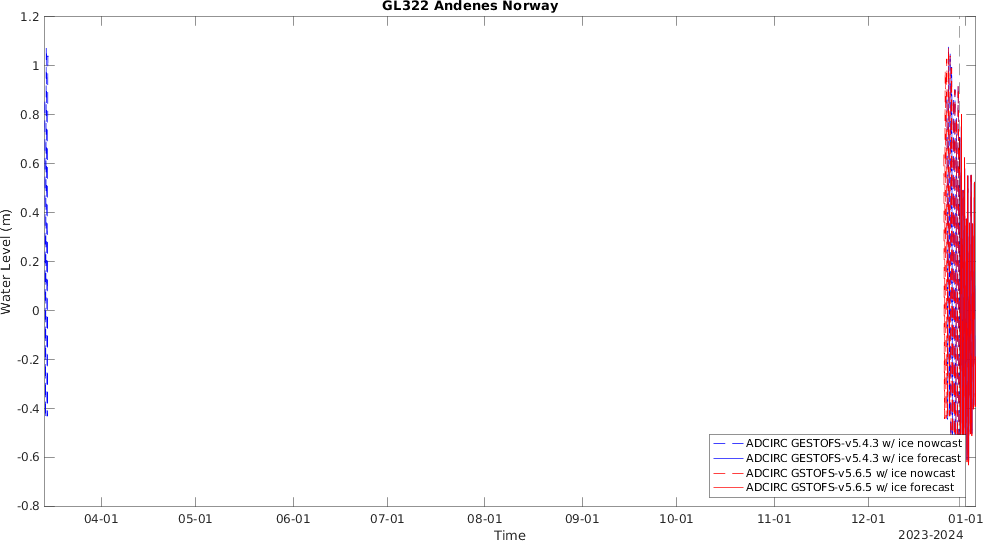 GL322 Andenes Norway
1.2
1
0.8
0.6
0.4
0.2
0
-0.2
-0.4
-0.6
-0.8
Water Level (m)
ADCIRC GESTOFS-v5.4.3 w/ ice nowcast
ADCIRC GESTOFS-v5.4.3 w/ ice forecast
ADCIRC GSTOFS-v5.6.5 w/ ice nowcast
ADCIRC GSTOFS-v5.6.5 w/ ice forecast
04-01 05-01 06-01 07-01 08-01 09-01 10-01 11-01 12-01 01-01
Time
2023-2024